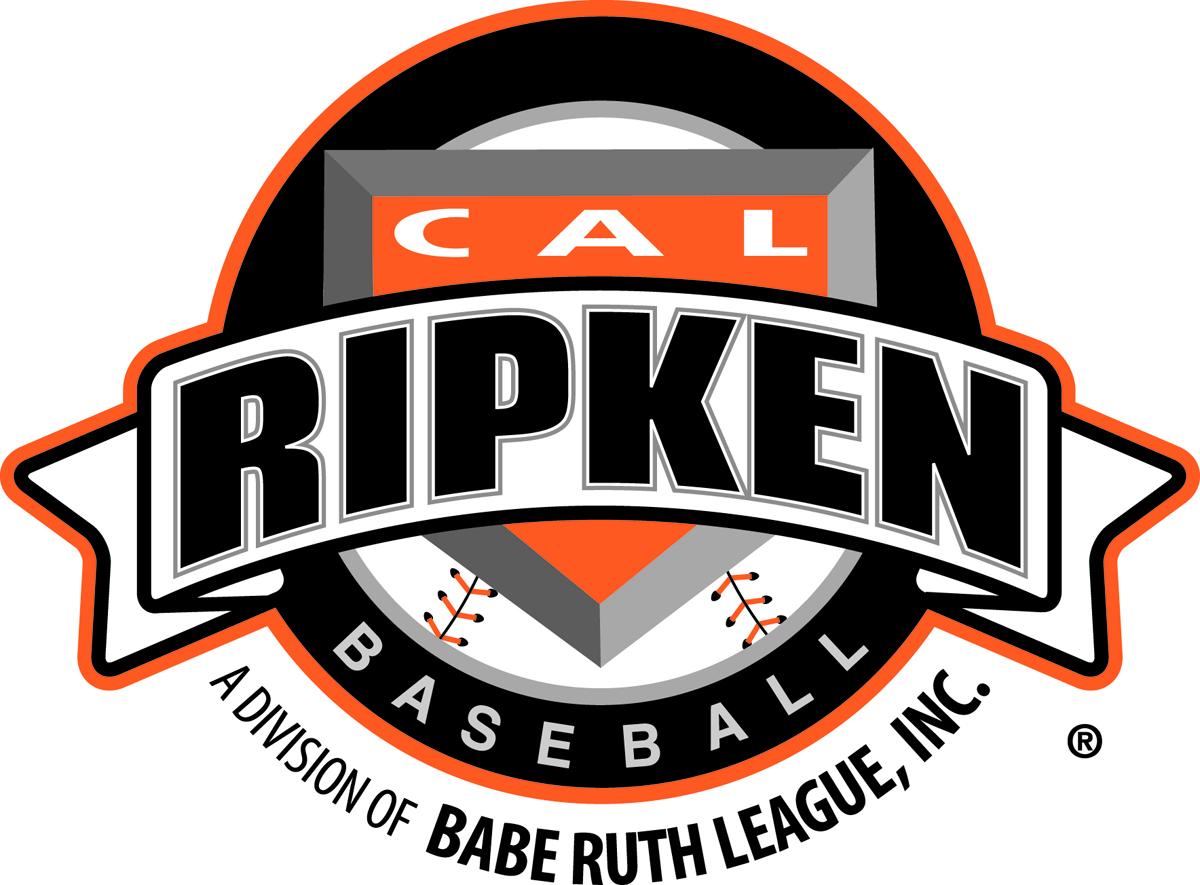 CAL
RIPKEN
BASEBALL
A DIVISION OF BABE RUTH LEAGUE, INC.
®